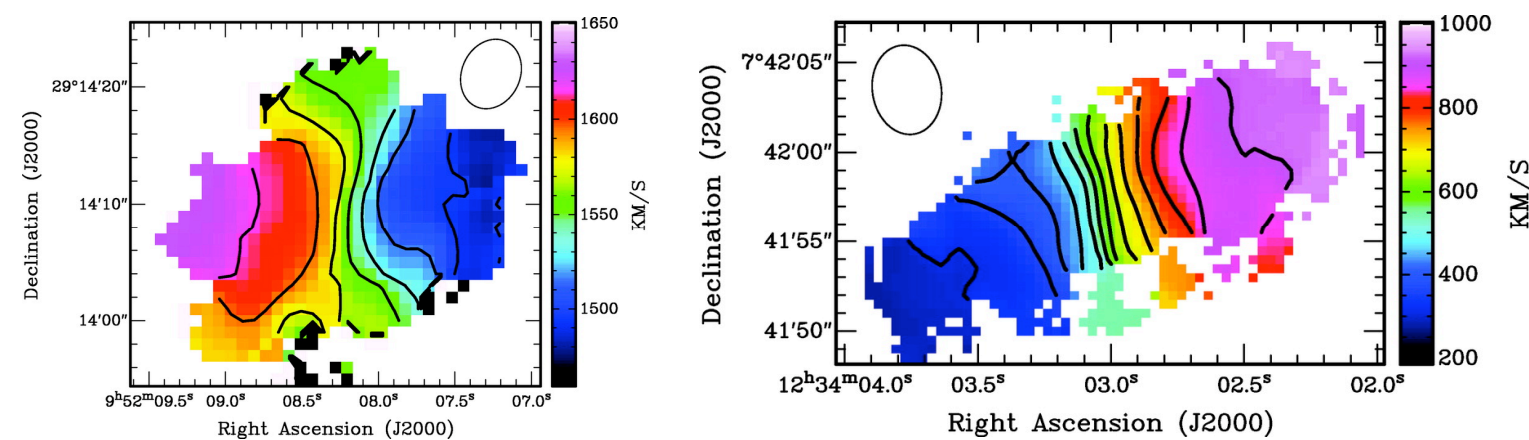 1650
1600
1550
1500
KM/S
29°14′20″
14′10″
14′00″
Declination (J2000)
9ʰ52ᵐ09.5ˢ 09.0ˢ 08.5ˢ 08.0ˢ 07.5ˢ 07.0ˢ
Right Ascension (J2000)
1000
800
600
400
200
KM/S
7°42′05″
42′00″
41′55″
41′50″
Declination (J2000)
12ʰ34ᵐ04.0ˢ 03.5ˢ 03.0ˢ 02.5ˢ 02.0ˢ
Right Ascension (J2000)